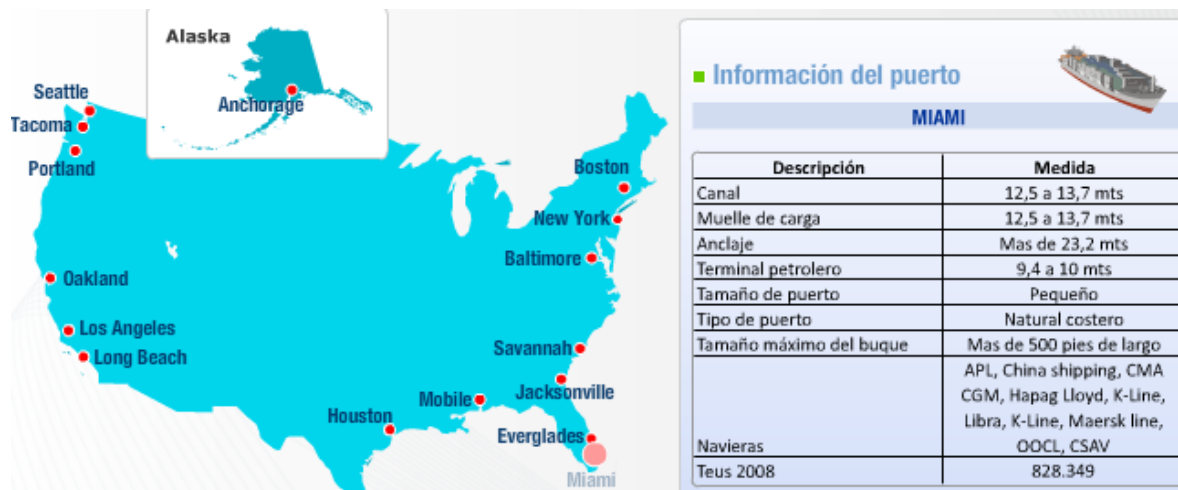 Alaska
Anchorage
Seattle
Tacoma
Portland
Boston
New York
Baltimore
Oakland
Los Angeles
Long Beach
Savannah
Jacksonville
Mobile
Houston
Everglades
Miami
Información del puerto
MIAMI
Descripción Medida
Canal 12,5 a 13,7 mts
Muelle de carga 12,5 a 13,7 mts
Anclaje Mas de 23,2 mts
Terminal petrolero 9,4 a 10 mts
Tamaño de puerto Pequeño
Tipo de puerto Natural costero
Tamaño máximo del buque Mas de 500 pies de largo
APL, China shipping, CMA
CGM, Hapag Lloyd, K-Line,
Libra, K-Line, Maersk line,
Navieras OOCL, CSAV
Teus 2008 828.349